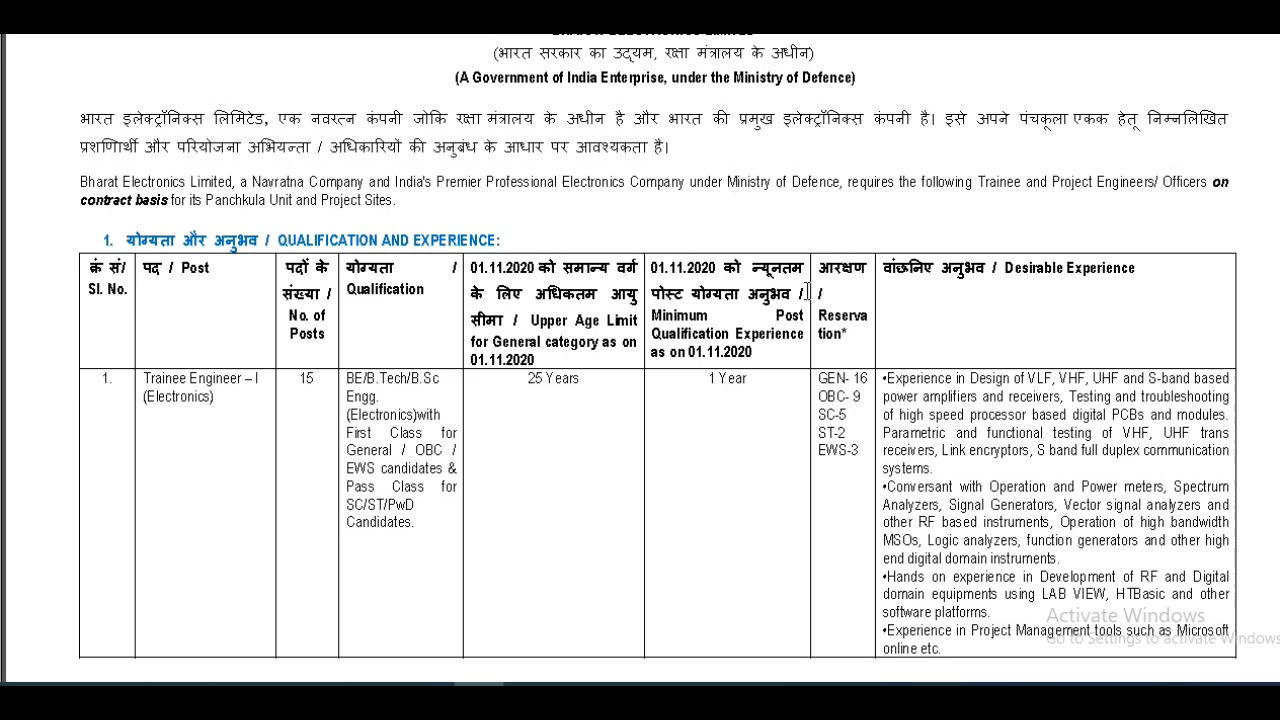 (भारत सरकार का उद्यम, रक्षा मंत्रालय के अधीन)
(A Government of India Enterprise, under the Ministry of Defence)
भारत इलेक्ट्रॉनिक्स लिमिटेड, एक नवरत्न कंपनी जोकि रक्षा मंत्रालय के अधीन है और भारत की प्रमुख इलेक्ट्रॉनिक्स कंपनी है। इसे अपने पंचकूला एकक हेतू निम्नलिखित
प्रशणिार्थी और परियोजना अभियन्ता / अधिकारियों की अनुबंध के आधार पर आवश्यकता है।
Bharat Electronics Limited, a Navratna Company and India's Premier Professional Electronics Company under Ministry of Defence, requires the following Trainee and Project Engineers/ Officers on
contract basis for its Panchkula Unit and Project Sites.
1. योग्यता और अनुभव / QUALIFICATION AND EXPERIENCE:
क्रं सं/
Sl. No.
पद / Post
पदों के
संख्या /
No. of
Posts
योग्यता /
Qualification
01.11.2020 को समान्य वर्ग
के लिए अधिकतम आयु
सीमा / Upper Age Limit
for General category as on
01.11.2020
01.11.2020 को न्यूनतम
पोस्ट योग्यता अनुभव /
Minimum Post
Qualification Experience
as on 01.11.2020
आरक्षण
/
Reserva
tion*
वांछनिए अनुभव / Desirable Experience
1.
Trainee Engineer – I
(Electronics)
15
BE/B.Tech/B.Sc
Engg.
(Electronics)with
First Class for
General / OBC /
EWS candidates &
Pass Class for
SC/ST/PwD
Candidates.
25 Years
1 Year
GEN- 16
OBC- 9
SC-5
ST-2
EWS-3
•Experience in Design of VLF, VHF, UHF and S-band based
power amplifiers and receivers, Testing and troubleshooting
of high speed processor based digital PCBs and modules.
Parametric and functional testing of VHF, UHF trans
receivers, Link encryptors, S band full duplex communication
systems.
•Conversant with Operation and Power meters, Spectrum
Analyzers, Signal Generators, Vector signal analyzers and
other RF based instruments, Operation of high bandwidth
MSOs, Logic analyzers, function generators and other high
end digital domain instruments.
•Hands on experience in Development of RF and Digital
domain equipments using LAB VIEW, HTBasic and other
software platforms.
•Experience in Project Management tools such as Microsoft
online etc.
Activate Windows
Go to Settings to activate Windows